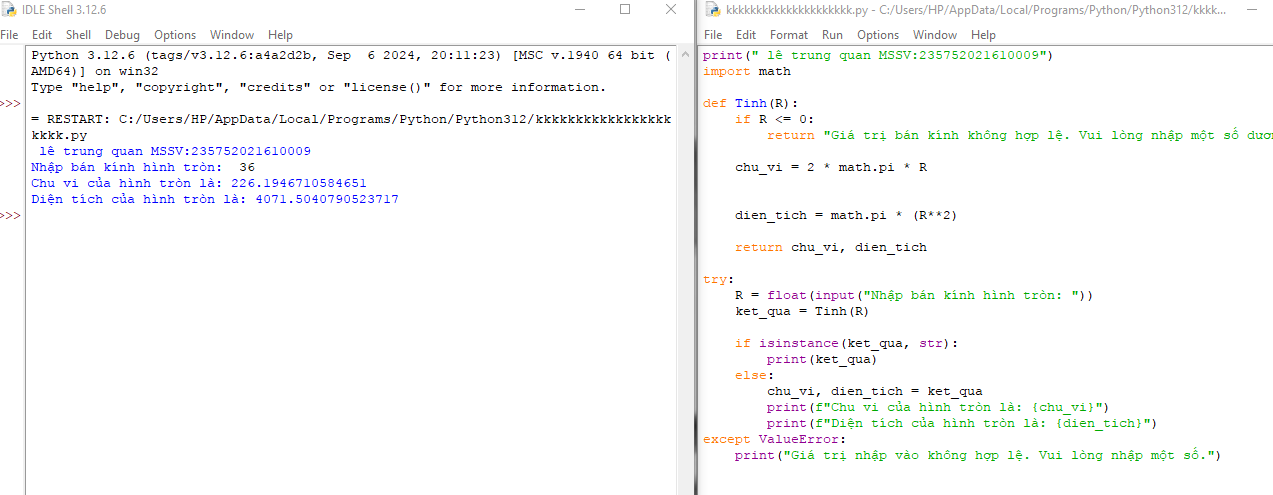 IDLE Shell 3.12.6
File Edit Shell Debug Options Window Help
Python 3.12.6 (tags/v3.12.6:a4a2d2b, Sep  6 2024, 20:11:23) [MSC v.1940 64 bit (
AMD64)] on win32
Type "help", "copyright", "credits" or "license()" for more information.
>>>
= RESTART: C:/Users/HP/AppData/Local/Programs/Python/Python312/kkkkkkkkkkkkkkkkk
kkkk.py
 lê trung quan MSSV:235752021610009
Nhập bán kính hình tròn:  36
Chu vi của hình tròn là: 226.1946710584651
Diện tích của hình tròn là: 4071.5040790523717
>>>
kkkkkkkkkkkkkkkkkkkkk.py - C:/Users/HP/AppData/Local/Programs/Python/Python312/kkkk...
File Edit Format Run Options Window Help
print(" lê trung quan MSSV:235752021610009")
import math
def Tinh(R):
    if R <= 0:
        return "Giá trị bán kính không hợp lệ. Vui lòng nhập một số dươn
    chu_vi = 2 * math.pi * R
    dien_tich = math.pi * (R**2)
    return chu_vi, dien_tich
try:
    R = float(input("Nhập bán kính hình tròn: "))
    ket_qua = Tinh(R)
    if isinstance(ket_qua, str):
        print(ket_qua)
    else:
        chu_vi, dien_tich = ket_qua
        print(f"Chu vi của hình tròn là: {chu_vi}")
        print(f"Diện tích của hình tròn là: {dien_tich}")
except ValueError:
    print("Giá trị nhập vào không hợp lệ. Vui lòng nhập một số.")